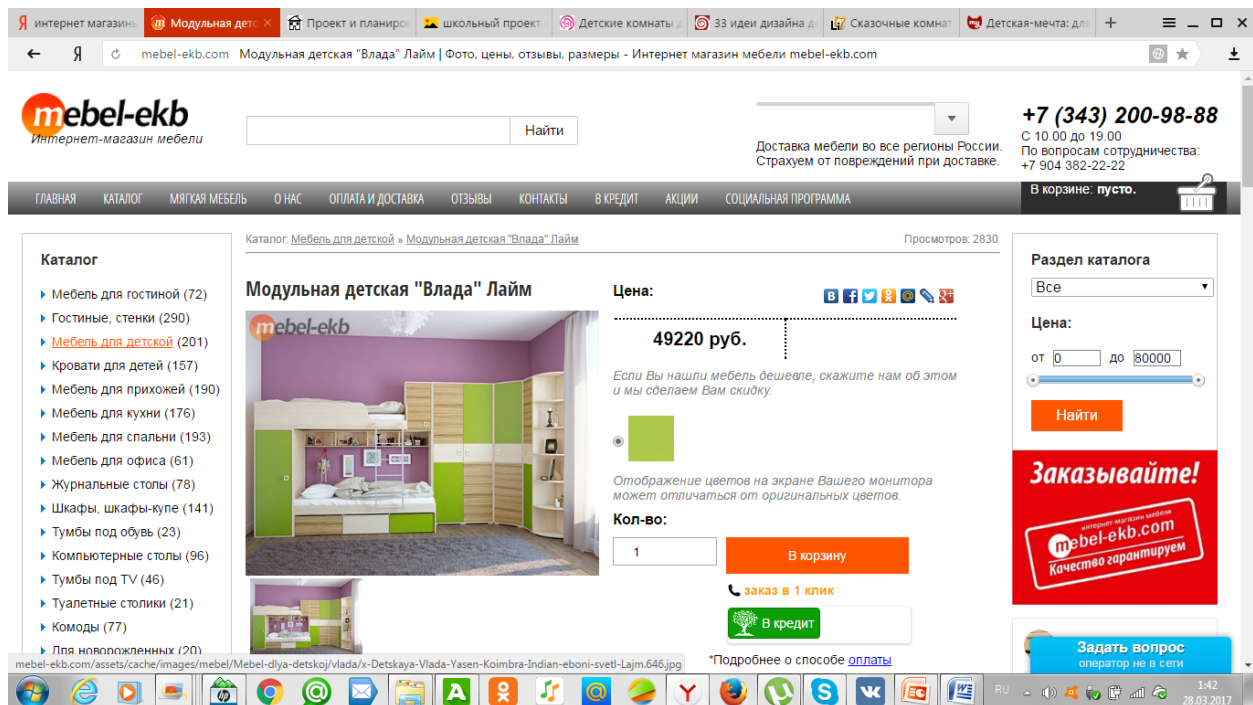 интернет магазинь
Модульная детс
Проект и планиров
школьный проект
Детские комнаты д
33 идеи дизайна д
Сказочные комнат
Детская-мечта: для
mebel-ekb.com Модульная детская "Влада" Лайм | Фото, цены, отзывы, размеры - Интернет магазин мебели mebel-ekb.com
mebel-ekb
Интернет-магазин мебели
Найти
Доставка мебели во все регионы России.
Страхуем от повреждений при доставке.
+7 (343) 200-98-88
С 10.00 до 19.00
По вопросам сотрудничества:
+7 904 382-22-22
ГЛАВНАЯ КАТАЛОГ МЯГКАЯ МЕБЕЛЬ О НАС ОПЛАТА И ДОСТАВКА ОТЗЫВЫ КОНТАКТЫ В КРЕДИТ АКЦИИ СОЦИАЛЬНАЯ ПРОГРАММА
В корзине: пусто.
Каталог
Мебель для гостиной (72)
Гостиные, стенки (290)
Мебель для детской (201)
Кровати для детей (157)
Мебель для прихожей (190)
Мебель для кухни (176)
Мебель для спальни (193)
Мебель для офиса (61)
Журнальные столы (78)
Шкафы, шкафы-купе (141)
Тумбы под обувь (23)
Компьютерные столы (96)
Тумбы под TV (46)
Туалетные столики (21)
Комоды (77)
Для новорожденных (20)
Каталог: Мебель для детской » Модульная детская "Влада" Лайм
Просмотров: 2830
Модульная детская "Влада" Лайм
mebel-ekb
Цена:
49220 руб.
Если Вы нашли мебель дешевле, скажите нам об этом
и мы сделаем Вам скидку.
Отображение цветов на экране Вашего монитора
может отличаться от оригинальных цветов.
Кол-во:
1
В корзину
заказ в 1 клик
В кредит
*Подробнее о способе оплаты
Раздел каталога
Все
Цена:
от 0 до 80000
Найти
Заказывайте!
интернет-магазин мебели
mebel-ekb.com
Качество гарантируем
Задать вопрос
оператор не в сети
mebel-ekb.com/assets/cache/images/mebel/Mebel-dlya-detskoj/vlada/x-Detskaya-Vlada-Yasen-Koimbra-Indian-eboni-svetl-Lajm.646.jpg
RU
1:42
28.03.2017